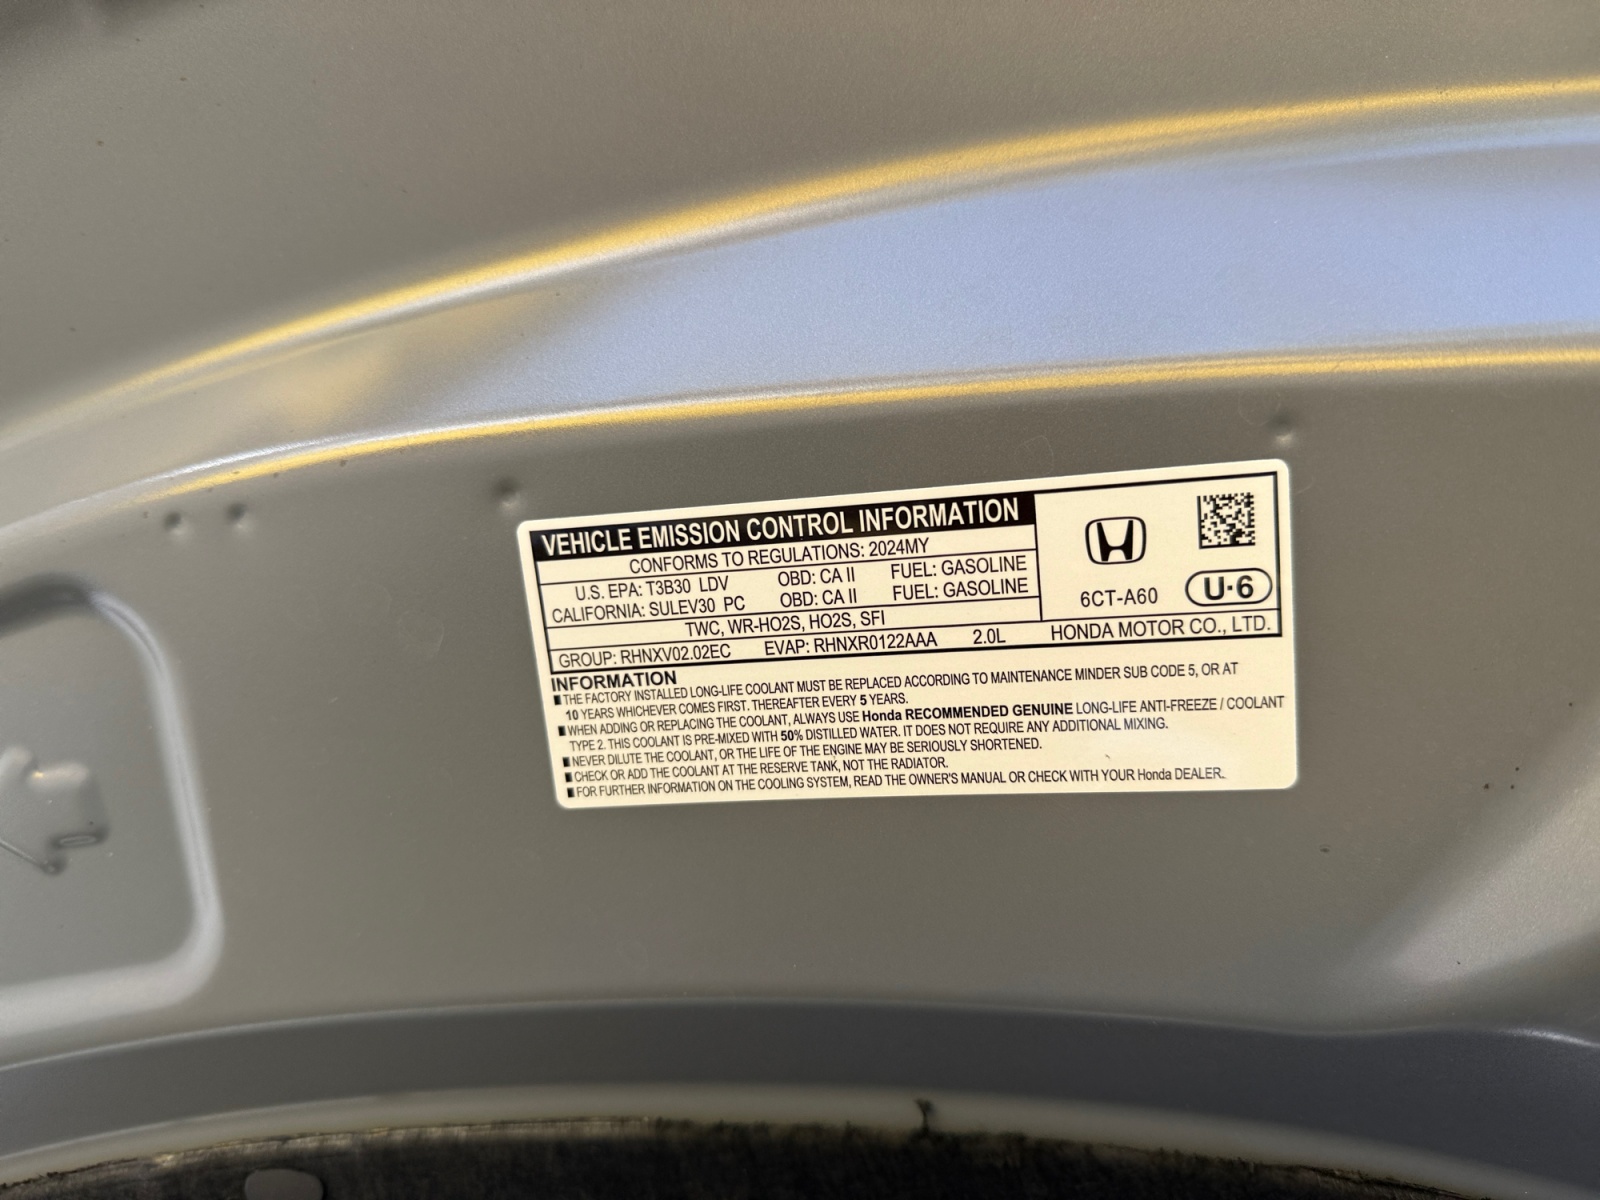 VEHICLE EMISSION CONTROL INFORMATION
CONFORMS TO REGULATIONS: 2024MY
U.S. EPA: T3B30 LDV OBD: CA II FUEL: GASOLINE
CALIFORNIA: SULEV30 PC OBD: CA II FUEL: GASOLINE
TWC, WR-HO2S, HO2S, SFI
GROUP: RHNXV02.02EC EVAP: RHNXR0122AAA 2.0L
6CT-A60 U·6
HONDA MOTOR CO., LTD.
INFORMATION
■ THE FACTORY INSTALLED LONG-LIFE COOLANT MUST BE REPLACED ACCORDING TO MAINTENANCE MINDER SUB CODE 5, OR AT
10 YEARS WHICHEVER COMES FIRST. THEREAFTER EVERY 5 YEARS.
■ WHEN ADDING OR REPLACING THE COOLANT, ALWAYS USE Honda RECOMMENDED GENUINE LONG-LIFE ANTI-FREEZE / COOLANT
TYPE 2. THIS COOLANT IS PRE-MIXED WITH 50% DISTILLED WATER. IT DOES NOT REQUIRE ANY ADDITIONAL MIXING.
■ NEVER DILUTE THE COOLANT, OR THE LIFE OF THE ENGINE MAY BE SERIOUSLY SHORTENED.
■ CHECK OR ADD THE COOLANT AT THE RESERVE TANK, NOT THE RADIATOR.
■ FOR FURTHER INFORMATION ON THE COOLING SYSTEM, READ THE OWNER'S MANUAL OR CHECK WITH YOUR Honda DEALER.